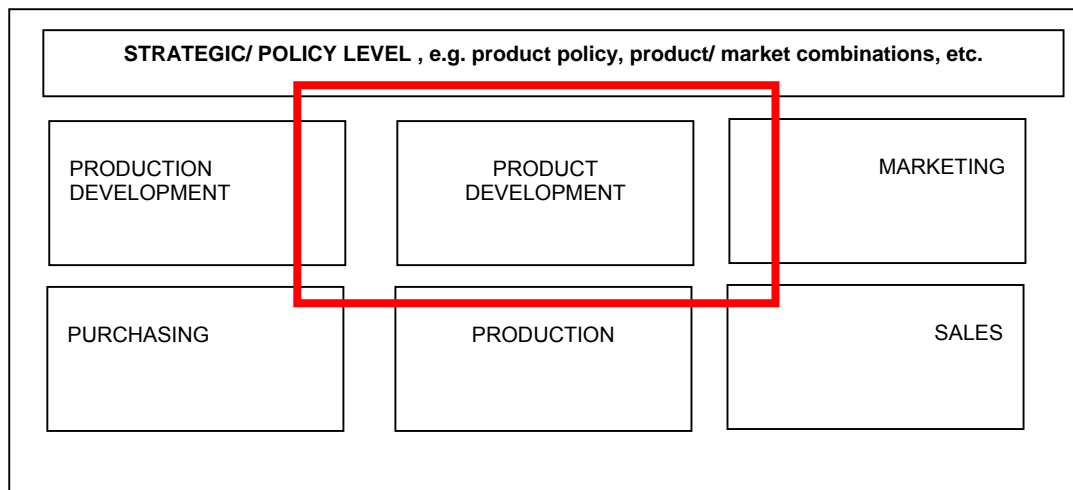 STRATEGIC/ POLICY LEVEL , e.g. product policy, product/ market combinations, etc.
PRODUCTION
DEVELOPMENT
PRODUCT
DEVELOPMENT
MARKETING
PURCHASING
PRODUCTION
SALES